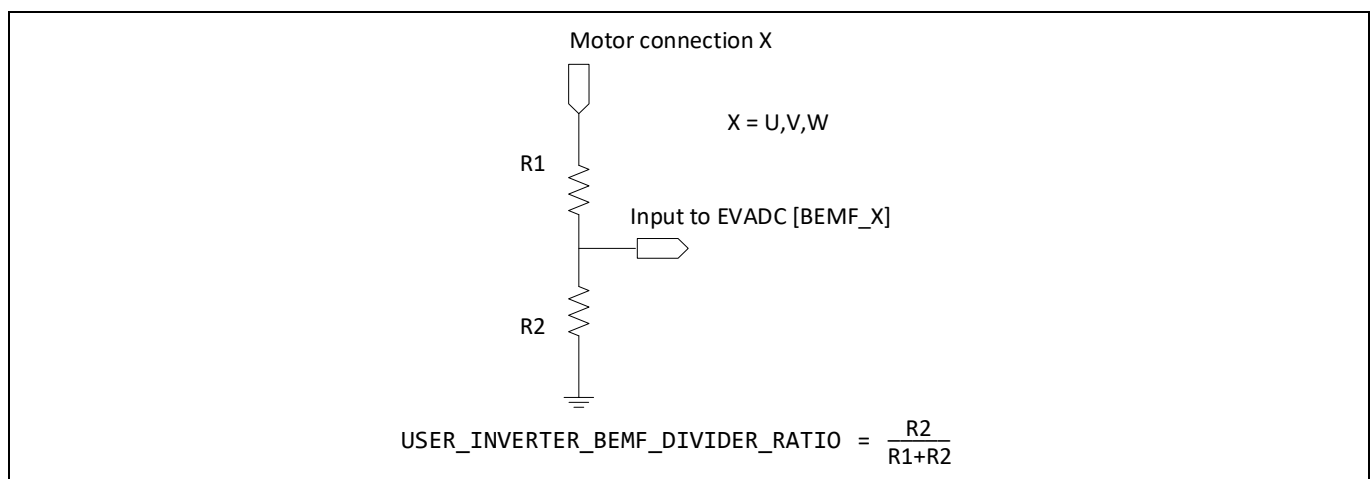 Motor connection X
X = U,V,W
R1
Input to EVADC [BEMF_X]
R2
USER_INVERTER_BEMF_DIVIDER_RATIO = R2
R1+R2